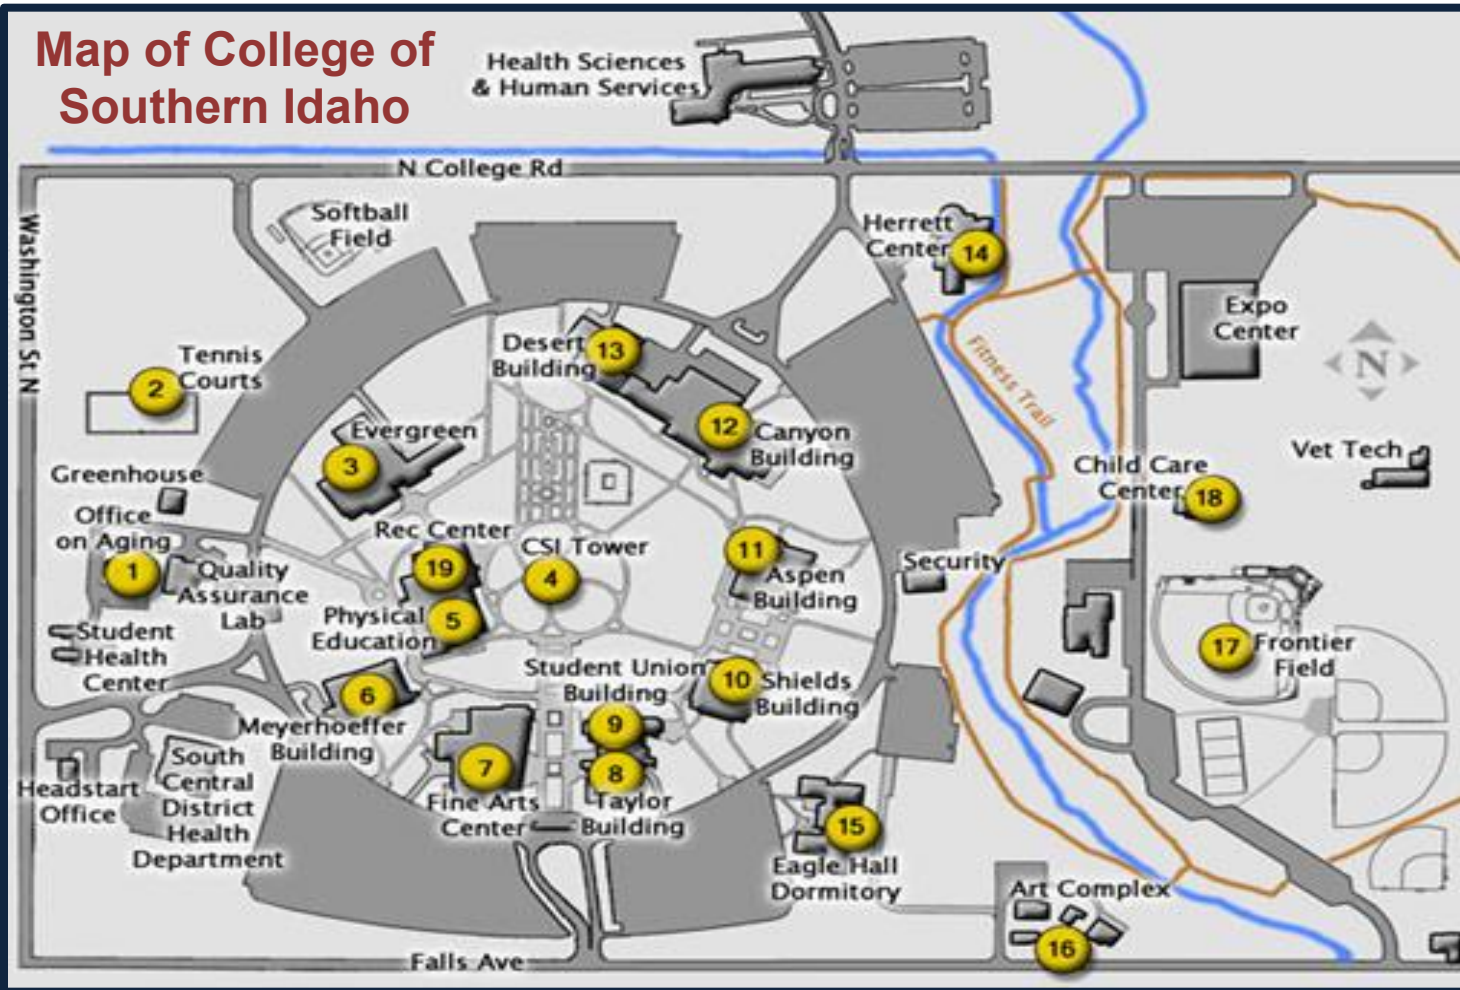 Map of College of
Southern Idaho
Health Sciences
& Human Services
N College Rd
Washington St N
Softball
Field
Herrett
Center
14
Expo
Center
N
Desert
Building
13
Tennis
Courts
2
Fitness Trail
Evergreen
3
12
Canyon
Building
Vet Tech
Child Care
Center
18
Greenhouse
Office
on Aging
1
Rec Center
19
CSI Tower
4
11
Aspen
Building
Security
Quality
Assurance
Lab
Physical
Education
5
Student
Health
Center
17
Frontier
Field
Student Union
Building
9
10
Shields
Building
6
Meyerhoeffer
Building
South
Central
District
Health
Department
Headstart
Office
7
Fine Arts
Center
8
Taylor
Building
15
Eagle Hall
Dormitory
Art Complex
16
Falls Ave